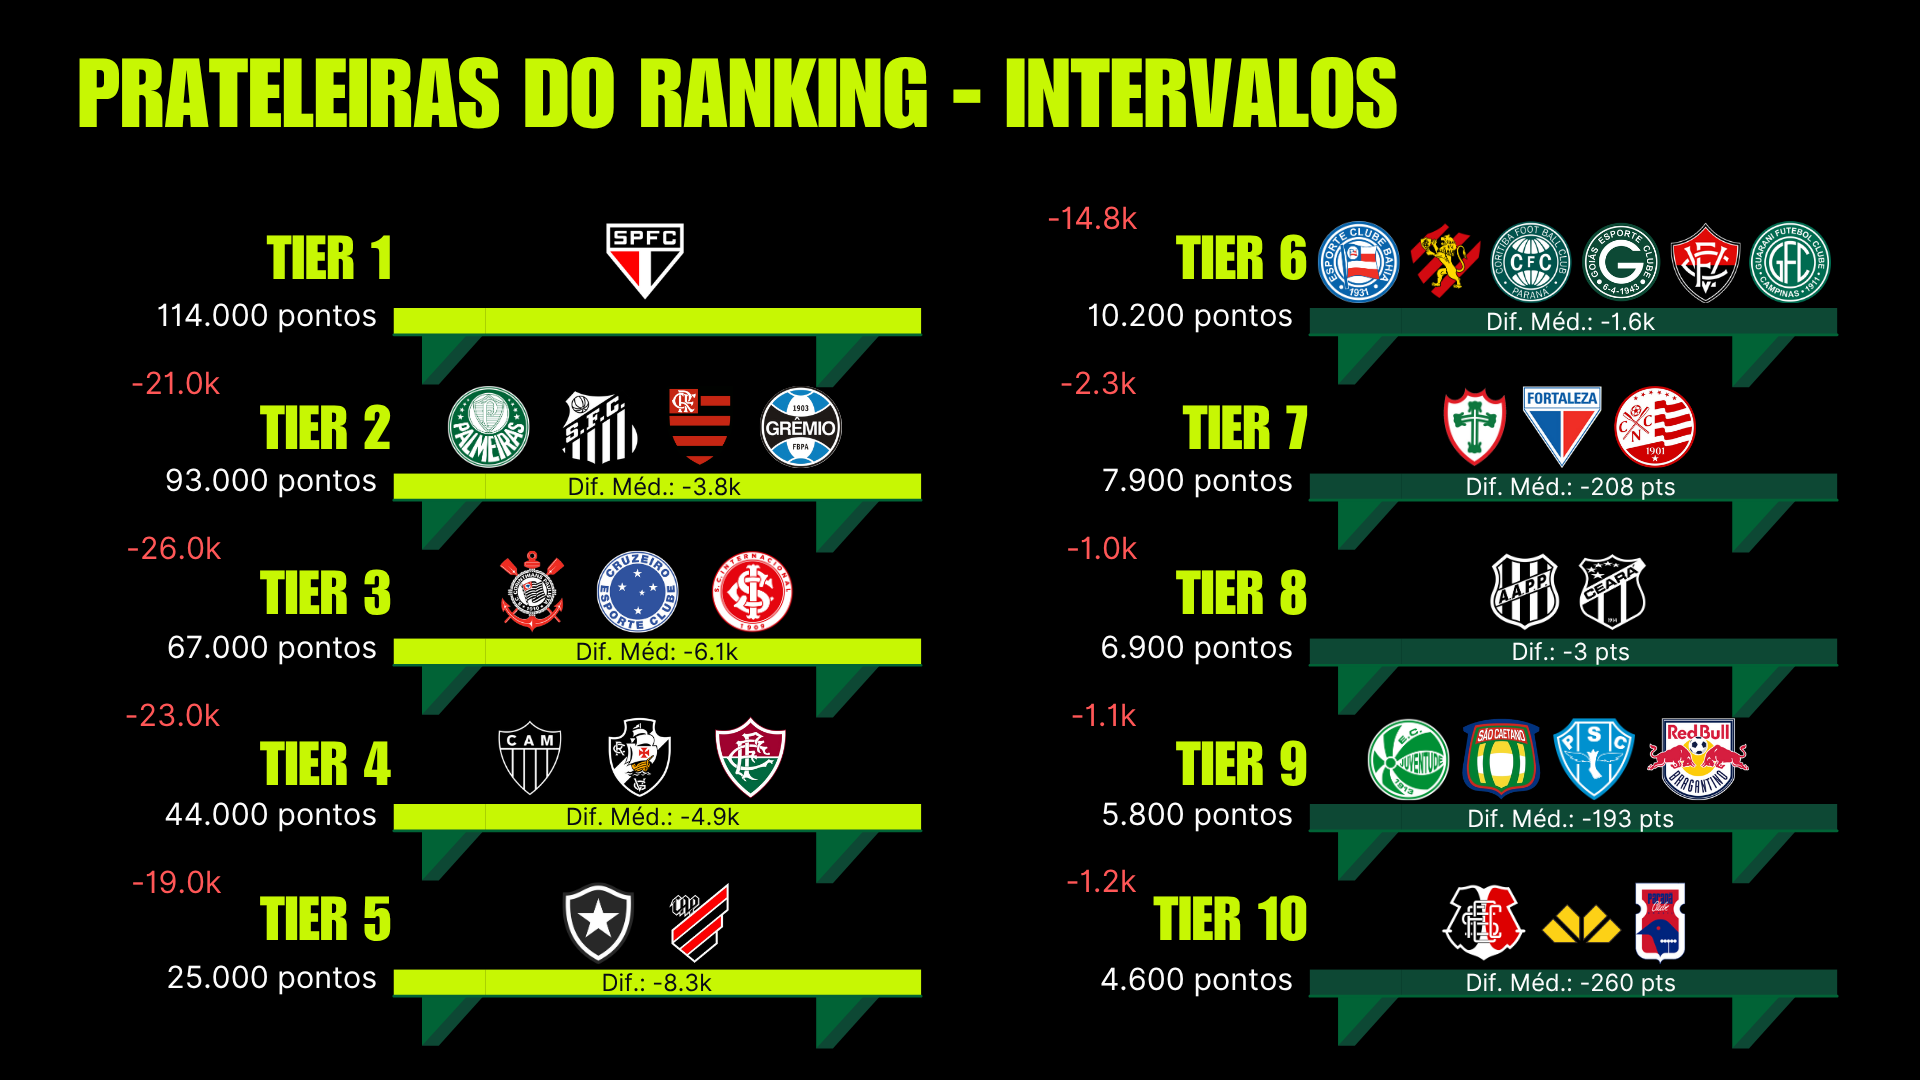 PRATELEIRAS DO RANKING - INTERVALOS
TIER 1
SPFC
114.000 pontos
-21.0k
TIER 2
PALMEIRAS
S.F.C.
CRF
1903
GRÊMIO
FBPA
93.000 pontos
Dif. Méd.: -3.8k
-26.0k
TIER 3
CRUZEIRO
ESPORTE CLUBE
S.C. INTERNACIONAL
1909
67.000 pontos
Dif. Méd: -6.1k
-23.0k
TIER 4
CAM
44.000 pontos
Dif. Méd.: -4.9k
-19.0k
TIER 5
CAP
25.000 pontos
Dif.: -8.3k
-14.8k
TIER 6
ESPORTE CLUBE BAHIA
1931
CORITIBA FOOT BALL CLUB
CFC
PARANÁ
GOIÁS ESPORTE CLUBE
G
6-4-1943
GUARANI FUTEBOL CLUBE
GFC
CAMPINAS
1911
10.200 pontos
Dif. Méd.: -1.6k
-2.3k
TIER 7
FORTALEZA
CNC
1901
7.900 pontos
Dif. Méd.: -208 pts
-1.0k
TIER 8
A.A.P.P.
CEARÁ
1914
6.900 pontos
Dif.: -3 pts
-1.1k
TIER 9
E.C.
JUVENTUDE
1913
SÃO CAETANO
PSC
Red Bull
BRAGANTINO
5.800 pontos
Dif. Méd.: -193 pts
-1.2k
TIER 10
Clube
4.600 pontos
Dif. Méd.: -260 pts